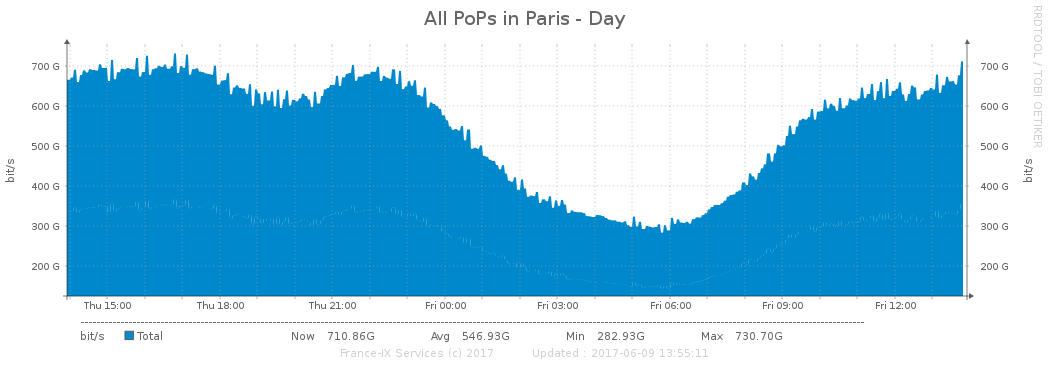 All PoPs in Paris - Day
RRDTOOL / TOBI OETIKER
bit/s
700 G
600 G
500 G
400 G
300 G
200 G
700 G
600 G
500 G
400 G
300 G
200 G
bit/s
Thu 15:00 Thu 18:00 Thu 21:00 Fri 00:00 Fri 03:00 Fri 06:00 Fri 09:00 Fri 12:00
bit/s Total Now 710.86G Avg 546.93G Min 282.93G Max 730.70G
France-IX Services (c) 2017 Updated : 2017-06-09 13:55:11